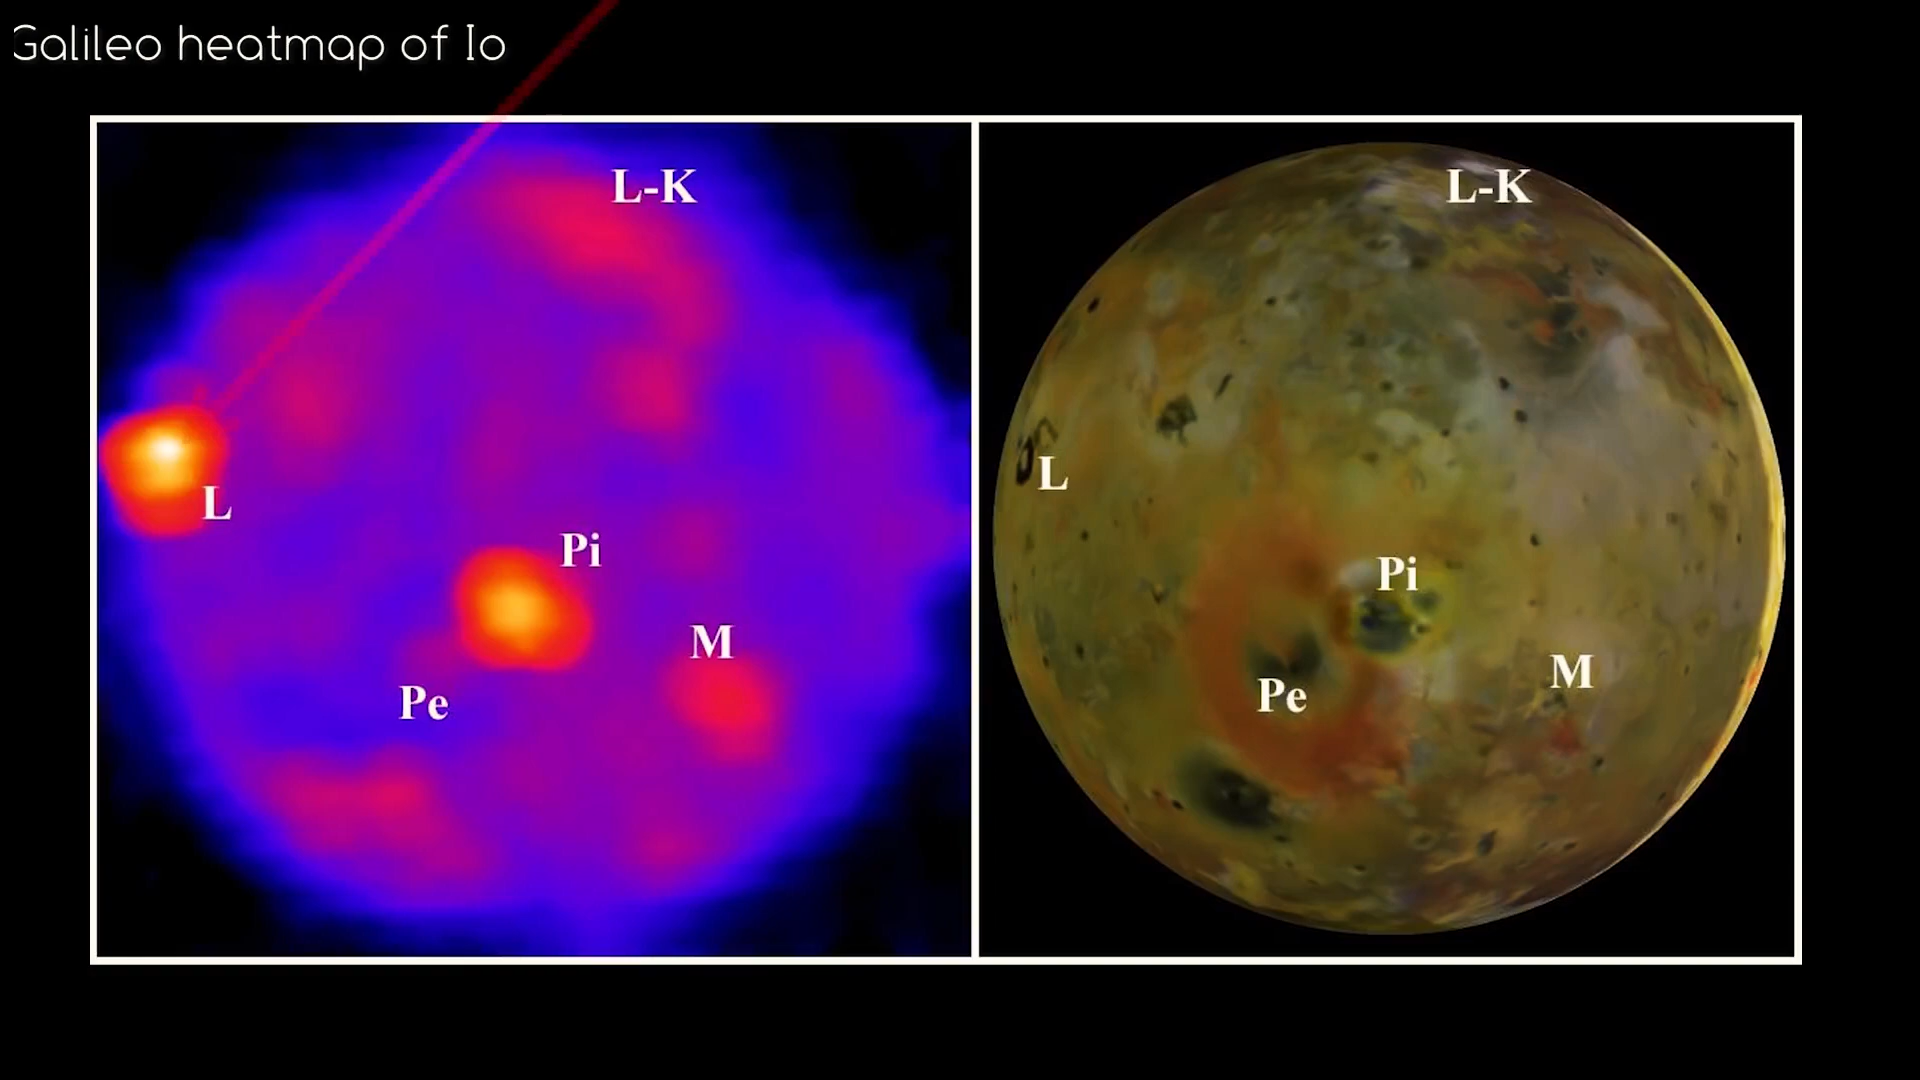 Galileo heatmap of Io
L-K
L
Pi
M
Pe
L-K
L
Pi
M
Pe